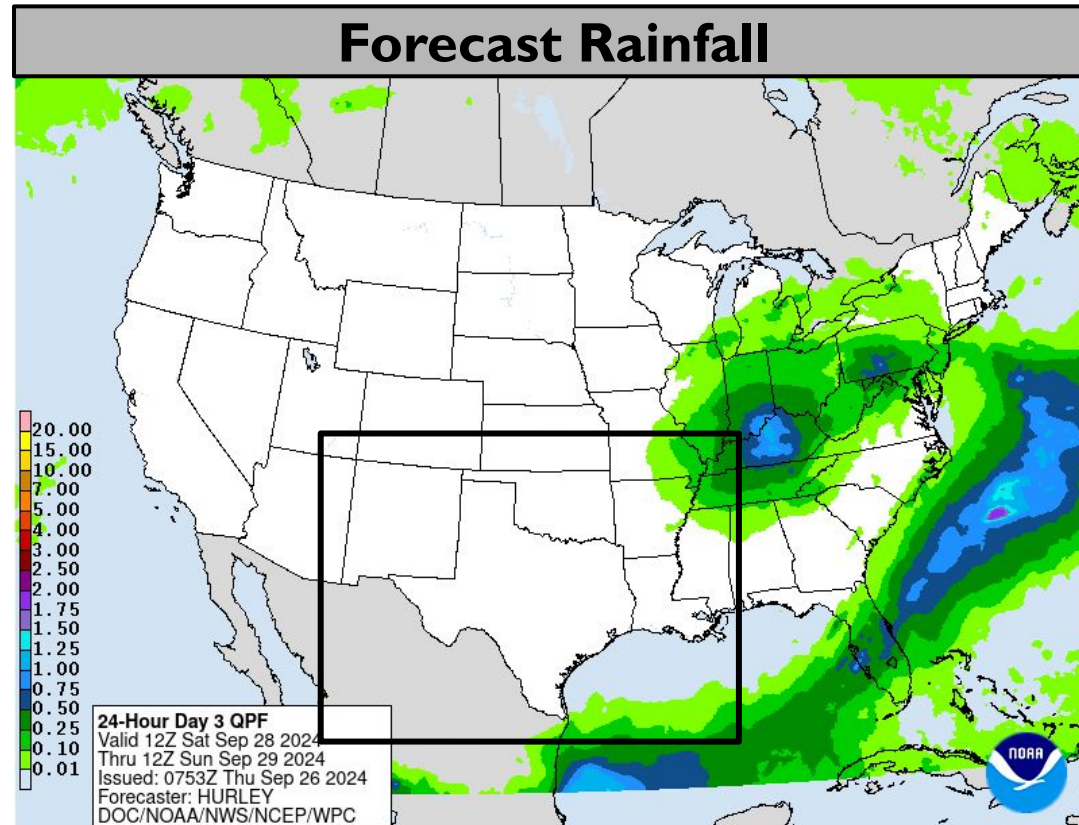 Forecast Rainfall
20.00
15.00
10.00
7.00
5.00
4.00
3.00
2.50
2.00
1.75
1.50
1.25
1.00
0.75
0.50
0.25
0.10
0.01
24-Hour Day 3 QPF
Valid 12Z Sat Sep 28 2024
Thru 12Z Sun Sep 29 2024
Issued: 0753Z Thu Sep 26 2024
Forecaster: HURLEY
DOC/NOAA/NWS/NCEP/WPC
NOAA